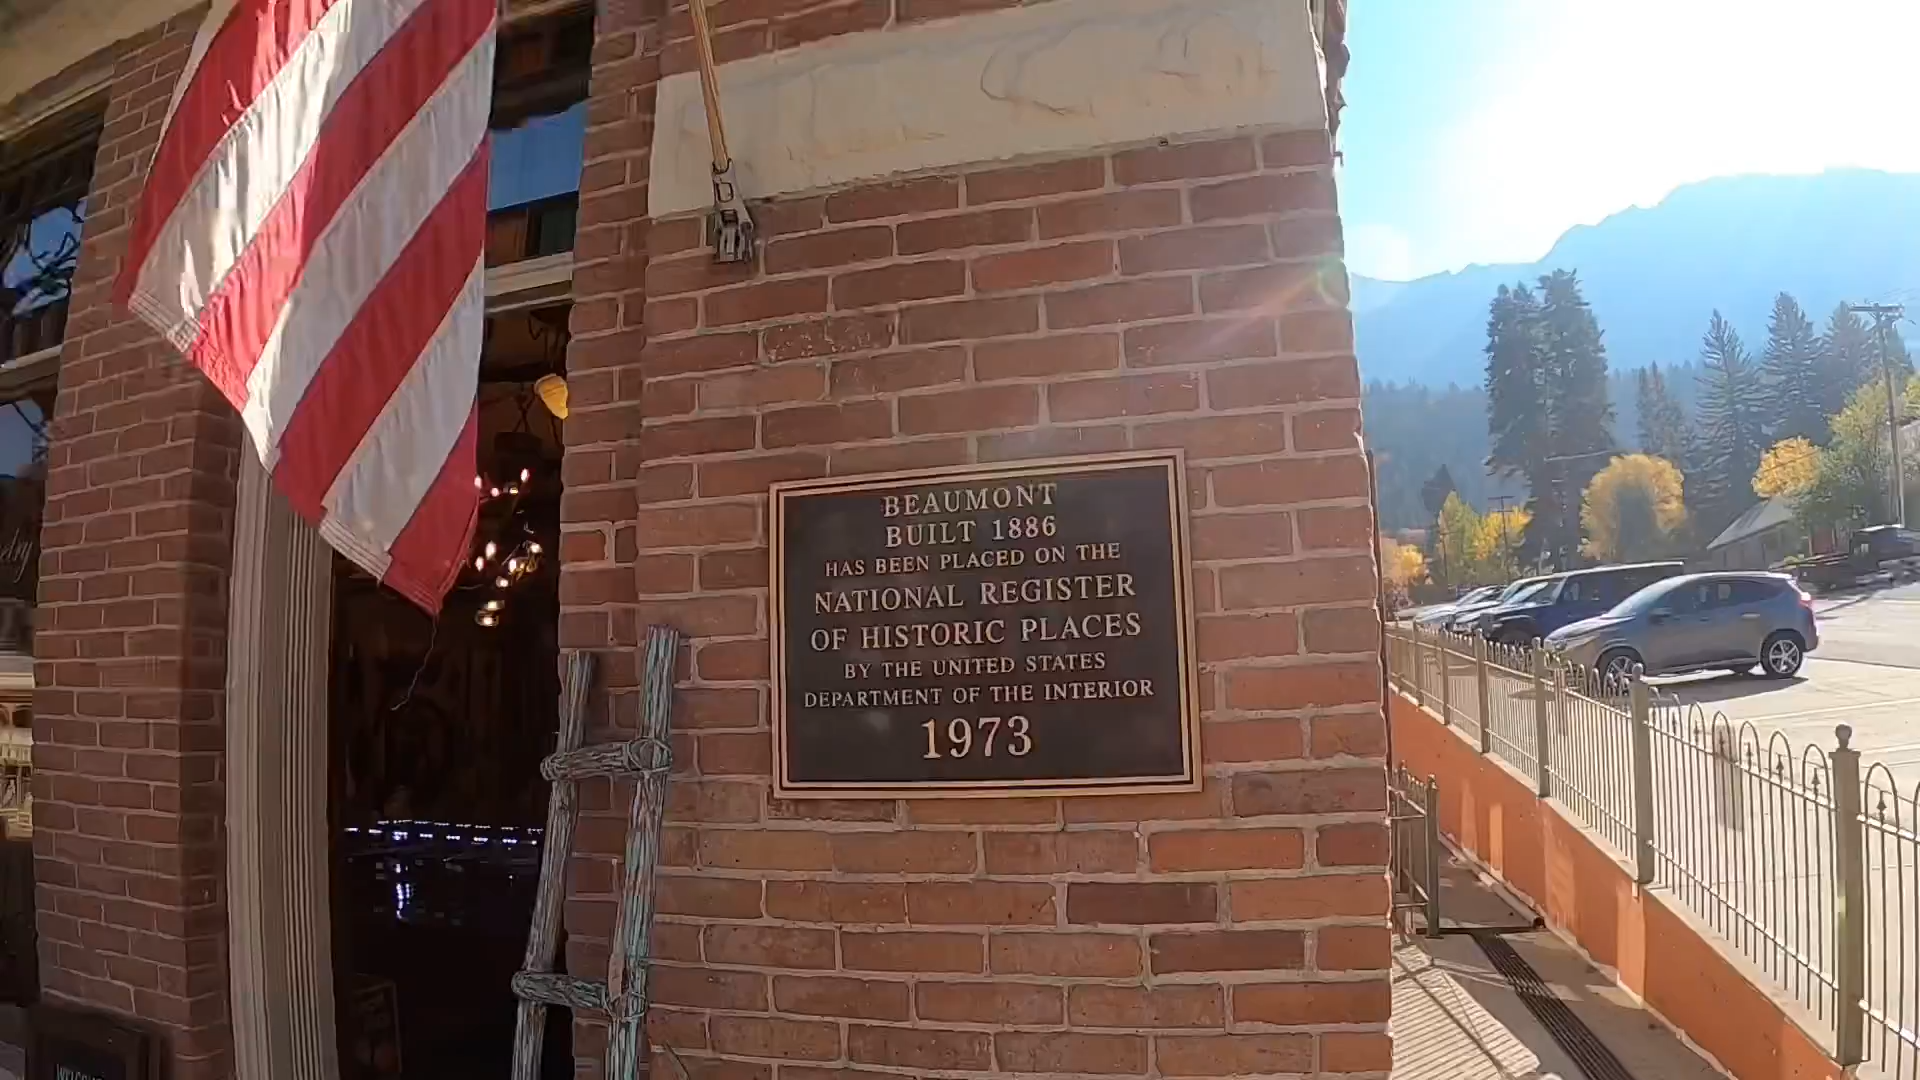 BEAUMONT
BUILT 1886
HAS BEEN PLACED ON THE
NATIONAL REGISTER
OF HISTORIC PLACES
BY THE UNITED STATES
DEPARTMENT OF THE INTERIOR
1973